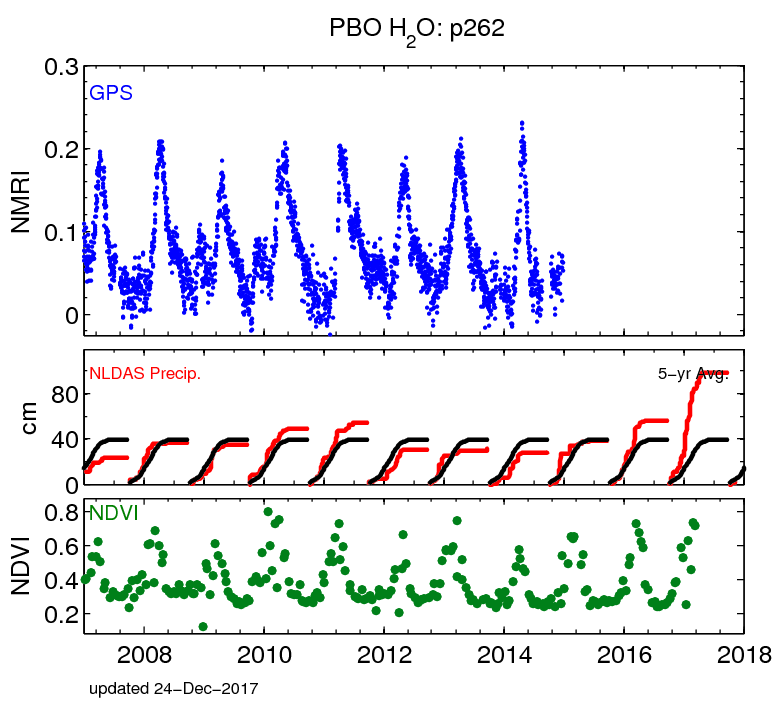 PBO H2O: p262
0.3
GPS
0.2
NMRI
0.1
0
NLDAS Precip.
5−yr Avg.
80
cm
40
0
NDVI
0.8
NDVI
0.6
0.4
0.2
2008 2010 2012 2014 2016 2018
updated 24−Dec−2017